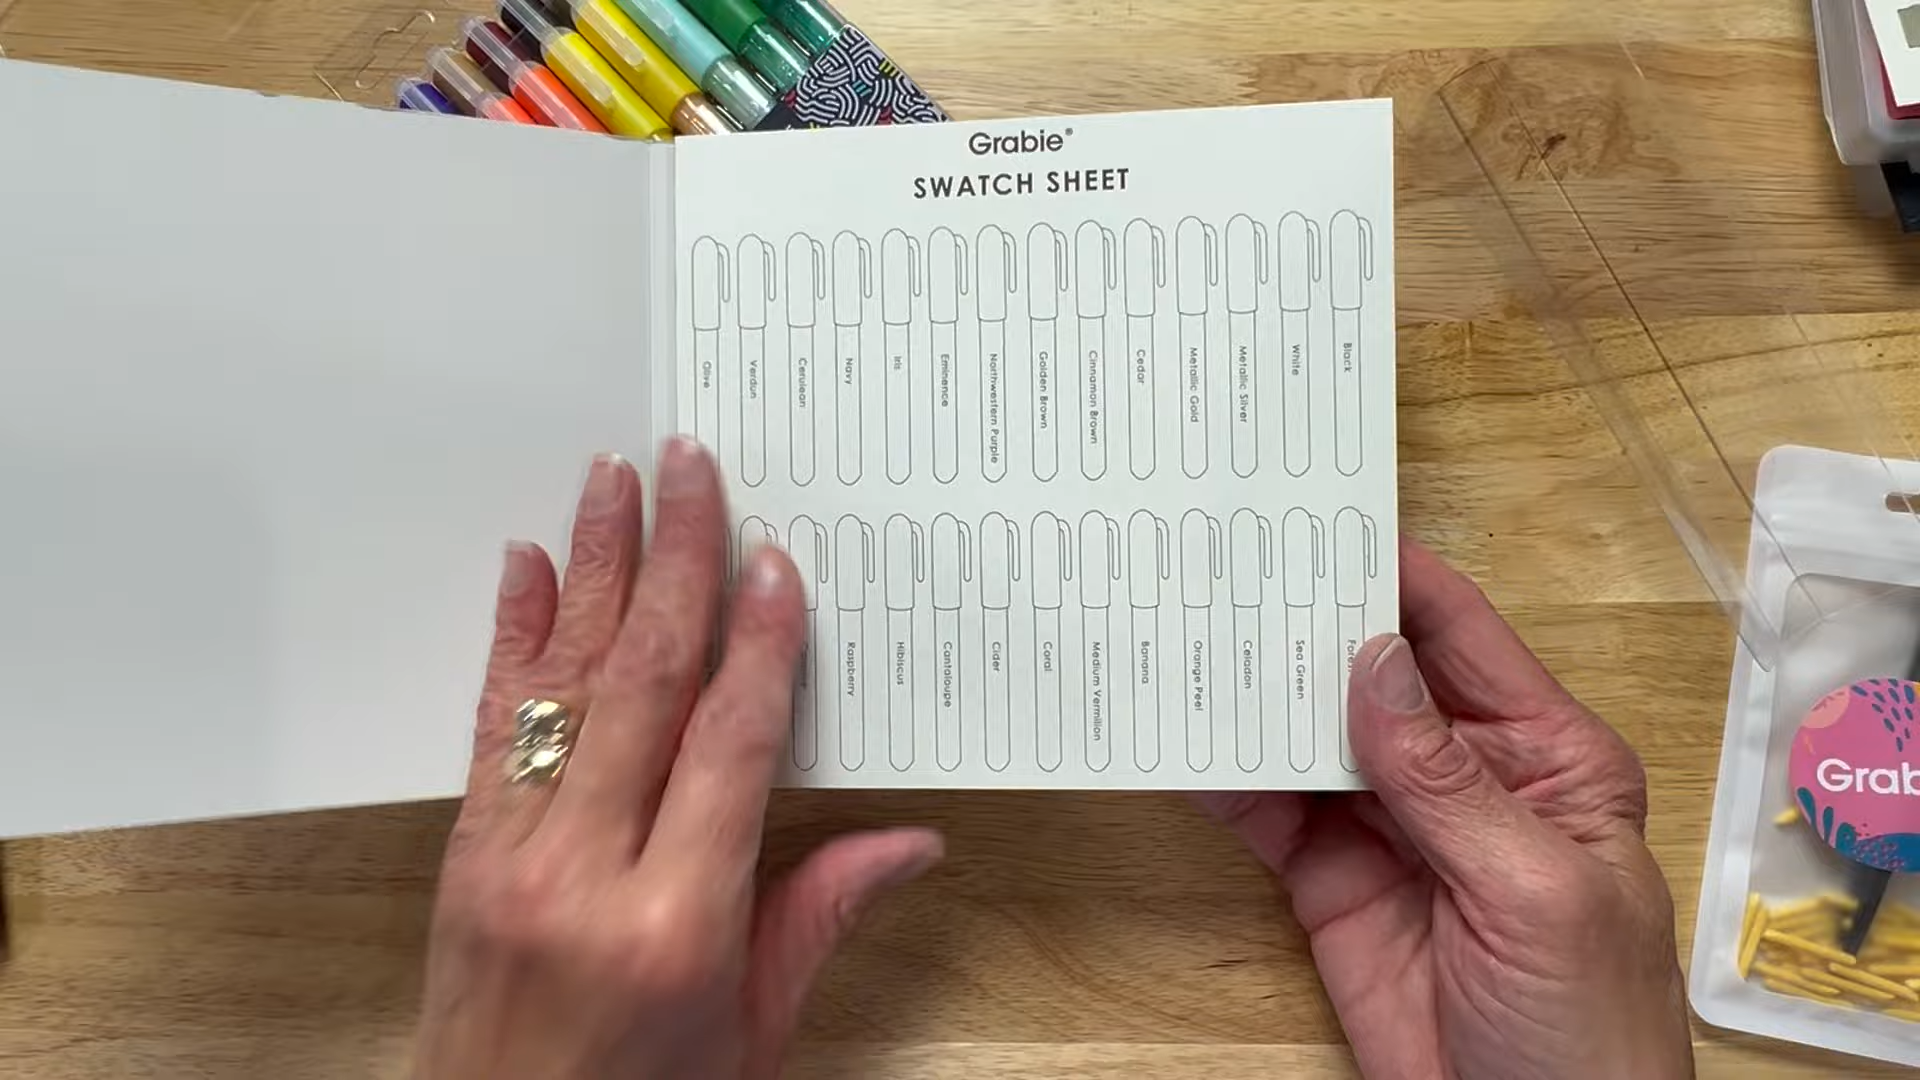 Grabie®
SWATCH SHEET
Olive
Verdun
Cerulean
Navy
Iris
Eminence
Northwestern Purple
Golden Brown
Cinnamon Brown
Cedar
Metallic Gold
Metallic Silver
White
Black
Raspberry
Hibiscus
Cantaloupe
Cider
Coral
Medium Vermilion
Banana
Orange Peel
Celadon
Sea Green
Grab